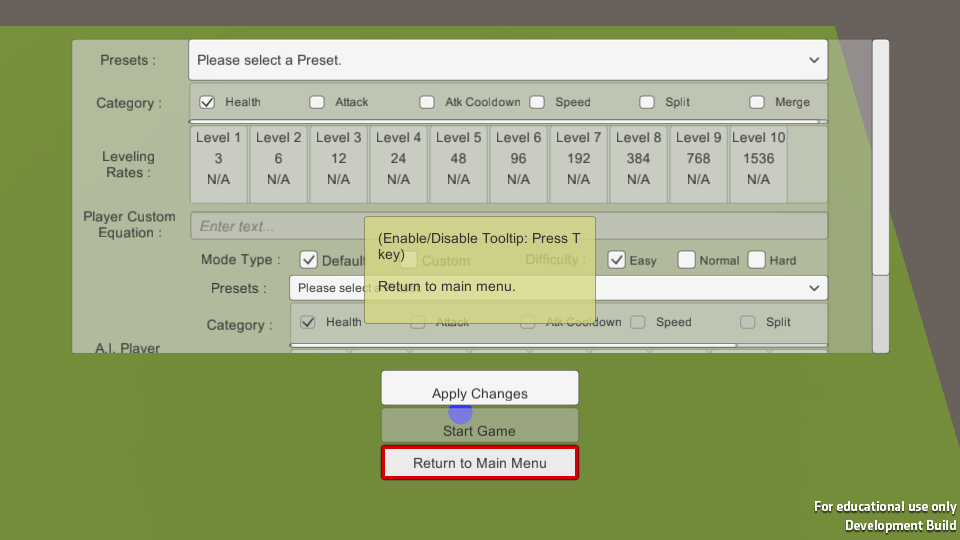 Presets :
Please select a Preset.
Category :
Health
Attack
Atk Cooldown
Speed
Split
Merge
Leveling Rates :
Level 1 Level 2 Level 3 Level 4 Level 5 Level 6 Level 7 Level 8 Level 9 Level 10
3 6 12 24 48 96 192 384 768 1536
N/A N/A N/A N/A N/A N/A N/A N/A N/A N/A
Player Custom
Equation :
Enter text...
(Enable/Disable Tooltip: Press T
key)
Return to main menu.
Mode Type :
Default
Custom
Difficulty :
Easy
Normal
Hard
Presets :
Please select
Category :
Health
Attack
Atk Cooldown
Speed
Split
A.I. Player
Apply Changes
Start Game
Return to Main Menu
For educational use only
Development Build